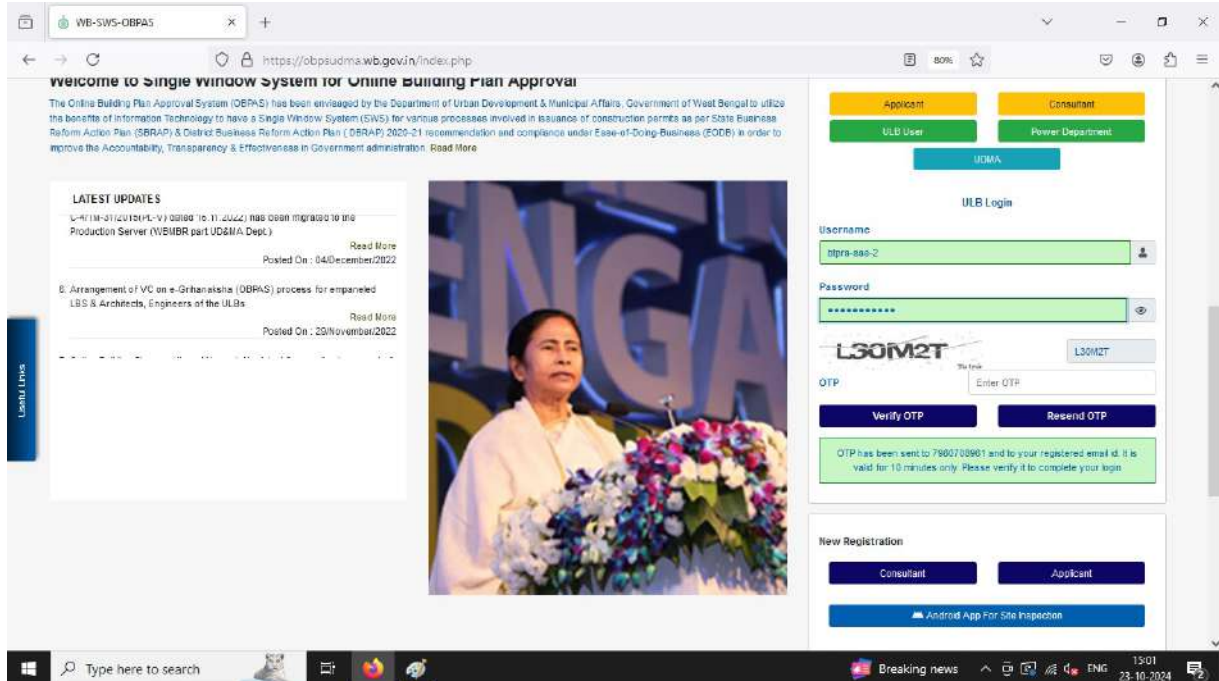 WB-SWS-OBPAS
https://obpsudma.wb.gov.in/index.php
80%
Welcome to Single Window System for Online Building Plan Approval
The Online Building Plan Approval System (OBPAS) has been envisaged by the Department of Urban Development & Municipal Affairs, Government of West Bengal to utilize
the benefits of Information Technology to have a Single Window System (SWS) for various processes involved in issuance of construction permits as per State Business
Reform Action Plan (SBRAP) & District Business Reform Action Plan ( DBRAP) 2020-21 recommendation and compliance under Ease-of-Doing-Business (EODB) in order to
improve the Accountability, Transparency & Effectiveness in Government administration. Read More
LATEST UPDATES
has been migrated to the
Production Server (WBMBR part UD&MA Dept.)
Read More
Posted On : 04/December/2022
6. Arrangement of VC on e-Grihanaksha (OBPAS) process for empaneled
LBS & Architects, Engineers of the ULBs
Read More
Posted On : 29/November/2022
Useful Links
ENGA
Applicant
Consultant
ULB User
Power Department
UDMA
ULB Login
Username
Password
L30M2T
L30M2T
OTP
Enter OTP
Verify OTP
Resend OTP
OTP has been sent to 7980708961 and to your registered email id. It is
valid for 10 minutes only. Please verify it to complete your login
New Registration
Consultant
Applicant
Android App For Site Inspection
Type here to search
Breaking news
ENG
15:01
23-10-2024